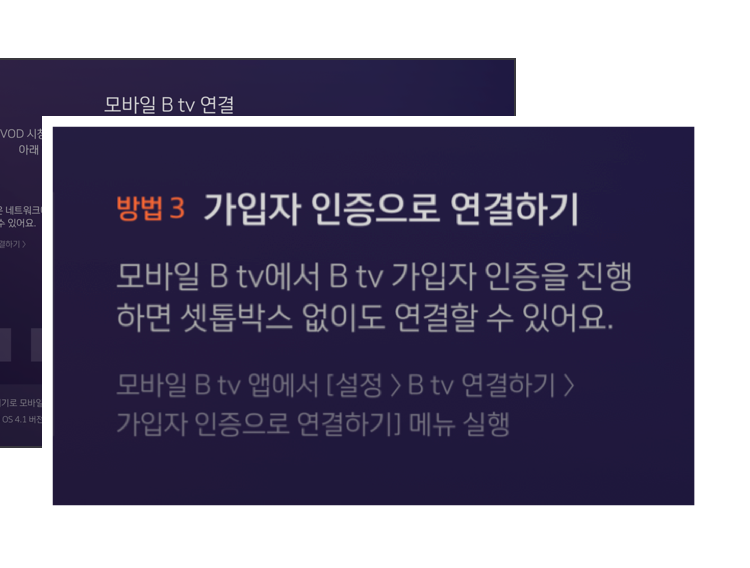 모바일 B tv 연결
VOD 시청
아래
은 네트워크
수 있어요.
결하기 〉
기로 모바일
OS 4.1 버전
방법 3 가입자 인증으로 연결하기
모바일 B tv에서 B tv 가입자 인증을 진행
하면 셋톱박스 없이도 연결할 수 있어요.
모바일 B tv 앱에서 [설정 〉 B tv 연결하기 〉
가입자 인증으로 연결하기] 메뉴 실행